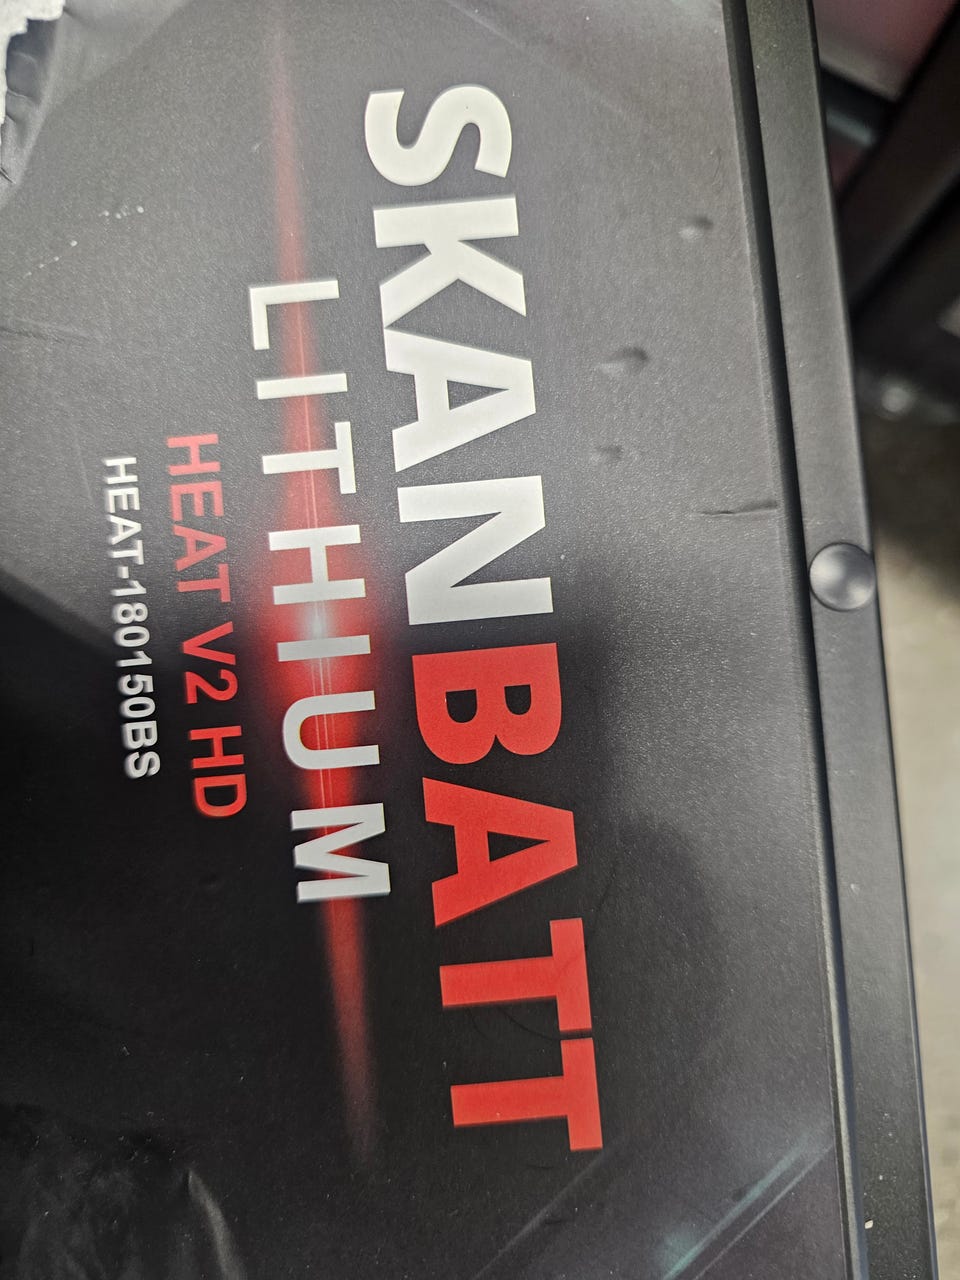 SKANBATT
LITHIUM
HEAT V2 HD
HEAT-180150BS